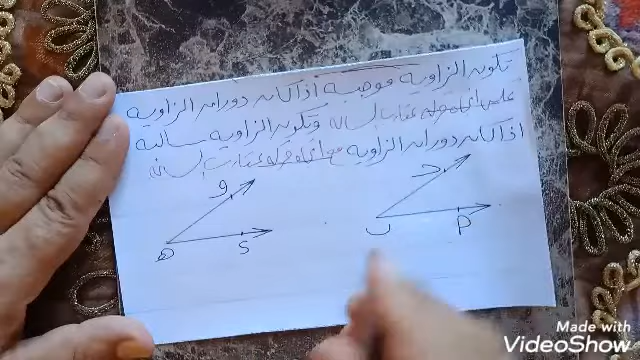 تكون الزاوية موجبة اذا كان دوران الزاوية
عكس اتجاه حركة عقارب الساعة وتكون الزاوية سالبة
اذا كان دوران الزاوية مع اتجاه حركة عقارب الساعة
و
ح
ه
s
ب
P
Made with
VideoShow